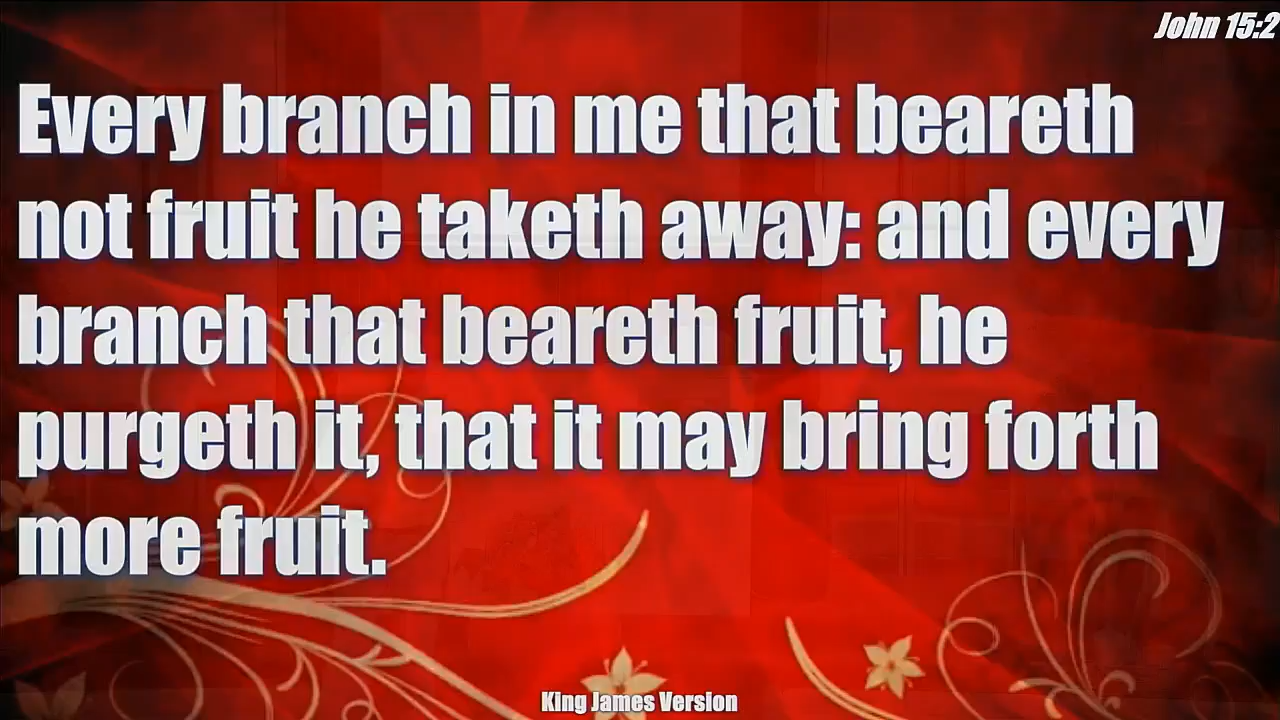 John 15:2
Every branch in me that beareth
not fruit he taketh away: and every
branch that beareth fruit, he
purgeth it, that it may bring forth
more fruit.
King James Version